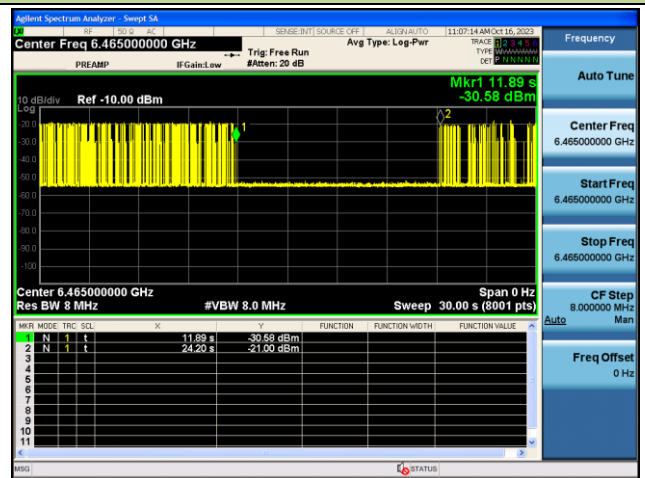 Agilent Spectrum Analyzer - Swept SA
RF 50 Ω AC SENSE:INT SOURCE OFF ALIGN AUTO 11:07:14 AM Oct 16, 2023
Center Freq 6.465000000 GHz
PREAMP IFGain:Low
Trig: Free Run
#Atten: 20 dB
Avg Type: Log-Pwr
TRACE 1 2 3 4 5 6
TYPE
DET P N N N N N
Mkr1 11.89 s
-30.58 dBm
10 dB/div Ref -10.00 dBm
Log
-20.0
-30.0
-40.0
-50.0
-60.0
-70.0
-80.0
-90.0
-100
1
2
Center 6.465000000 GHz Span 0 Hz
Res BW 8 MHz #VBW 8.0 MHz Sweep 30.00 s (8001 pts)
MKR MODE TRC SCL X Y FUNCTION FUNCTION WIDTH FUNCTION VALUE
1 N 1 t 11.89 s -30.58 dBm
2 N 1 t 24.20 s -21.00 dBm
3
4
5
6
7
8
9
10
11
MSG STATUS
Frequency
Auto Tune
Center Freq
6.465000000 GHz
Start Freq
6.465000000 GHz
Stop Freq
6.465000000 GHz
CF Step
8.000000 MHz
Auto Man
Freq Offset
0 Hz